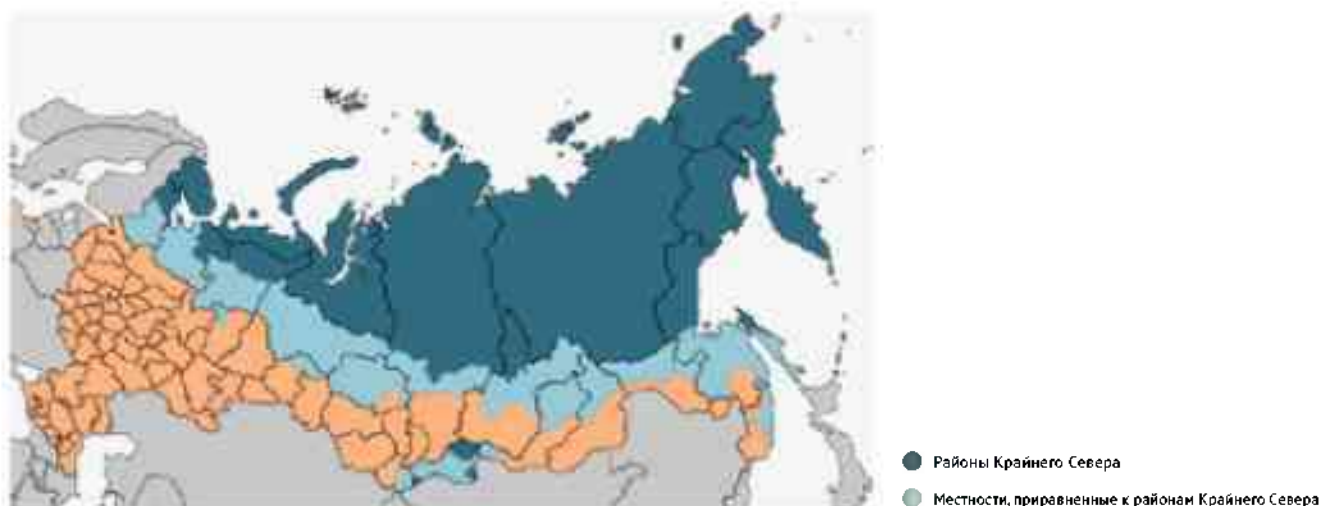 Районы Крайнего Севера
Местности, приравненные к районам Крайнего Севера